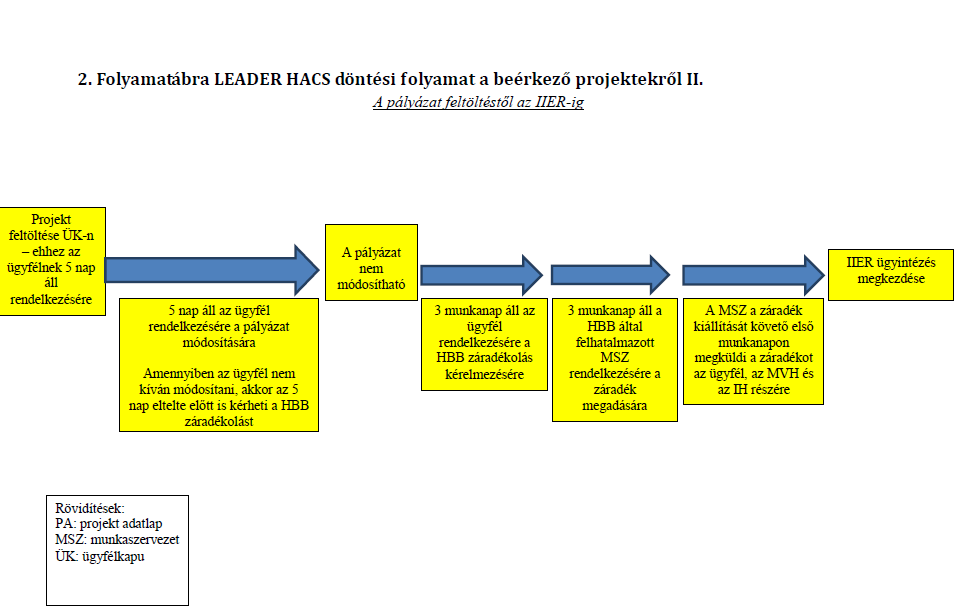 2. Folyamatábra LEADER HACS döntési folyamat a beérkező projektekről II.
A pályázat feltöltéstől az IIER-ig
Projekt
feltöltése ÜK-n
– ehhez az
ügyfélnek 5 nap
áll
rendelkezésére
5 nap áll az ügyfél
rendelkezésére a pályázat
módosítására
Amennyiben az ügyfél nem
kíván módosítani, akkor az 5
nap eltelte előtt is kérheti a HBB
záradékolást
A pályázat
nem
módosítható
3 munkanap áll az
ügyfél
rendelkezésére a
HBB záradékolás
kérelmezésére
3 munkanap áll a
HBB által
felhatalmazott
MSZ
rendelkezésére a
záradék
megadására
A MSZ a záradék
kiállítását követő első
munkanapon
megküldi a záradékot
az ügyfél, az MVH és
az IH részére
IIER ügyintézés
megkezdése
Rövidítések:
PA: projekt adatlap
MSZ: munkaszervezet
ÜK: ügyfélkapu